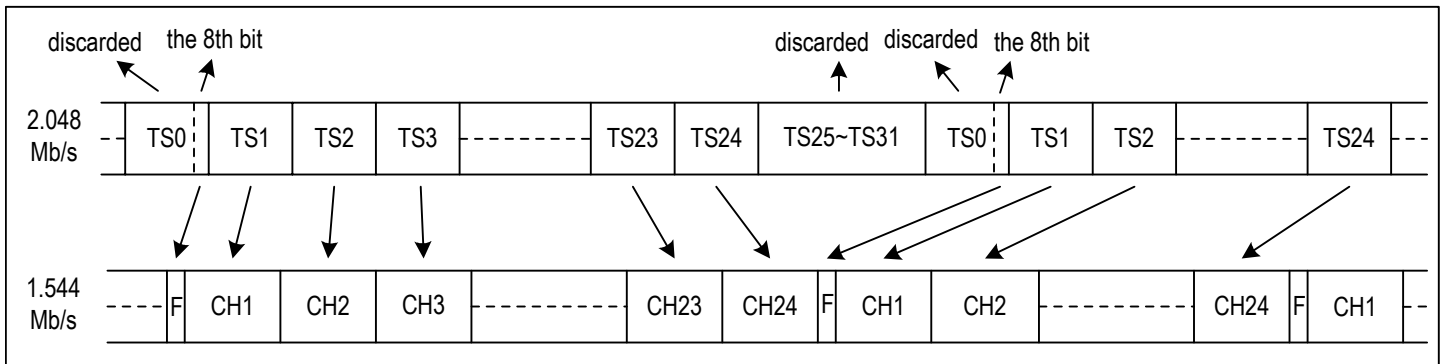 discarded the 8th bit discarded discarded the 8th bit
2.048
Mb/s
TS0 TS1 TS2 TS3 TS23 TS24 TS25~TS31 TS0 TS1 TS2 TS24
1.544
Mb/s
F CH1 CH2 CH3 CH23 CH24 F CH1 CH2 CH24 F CH1